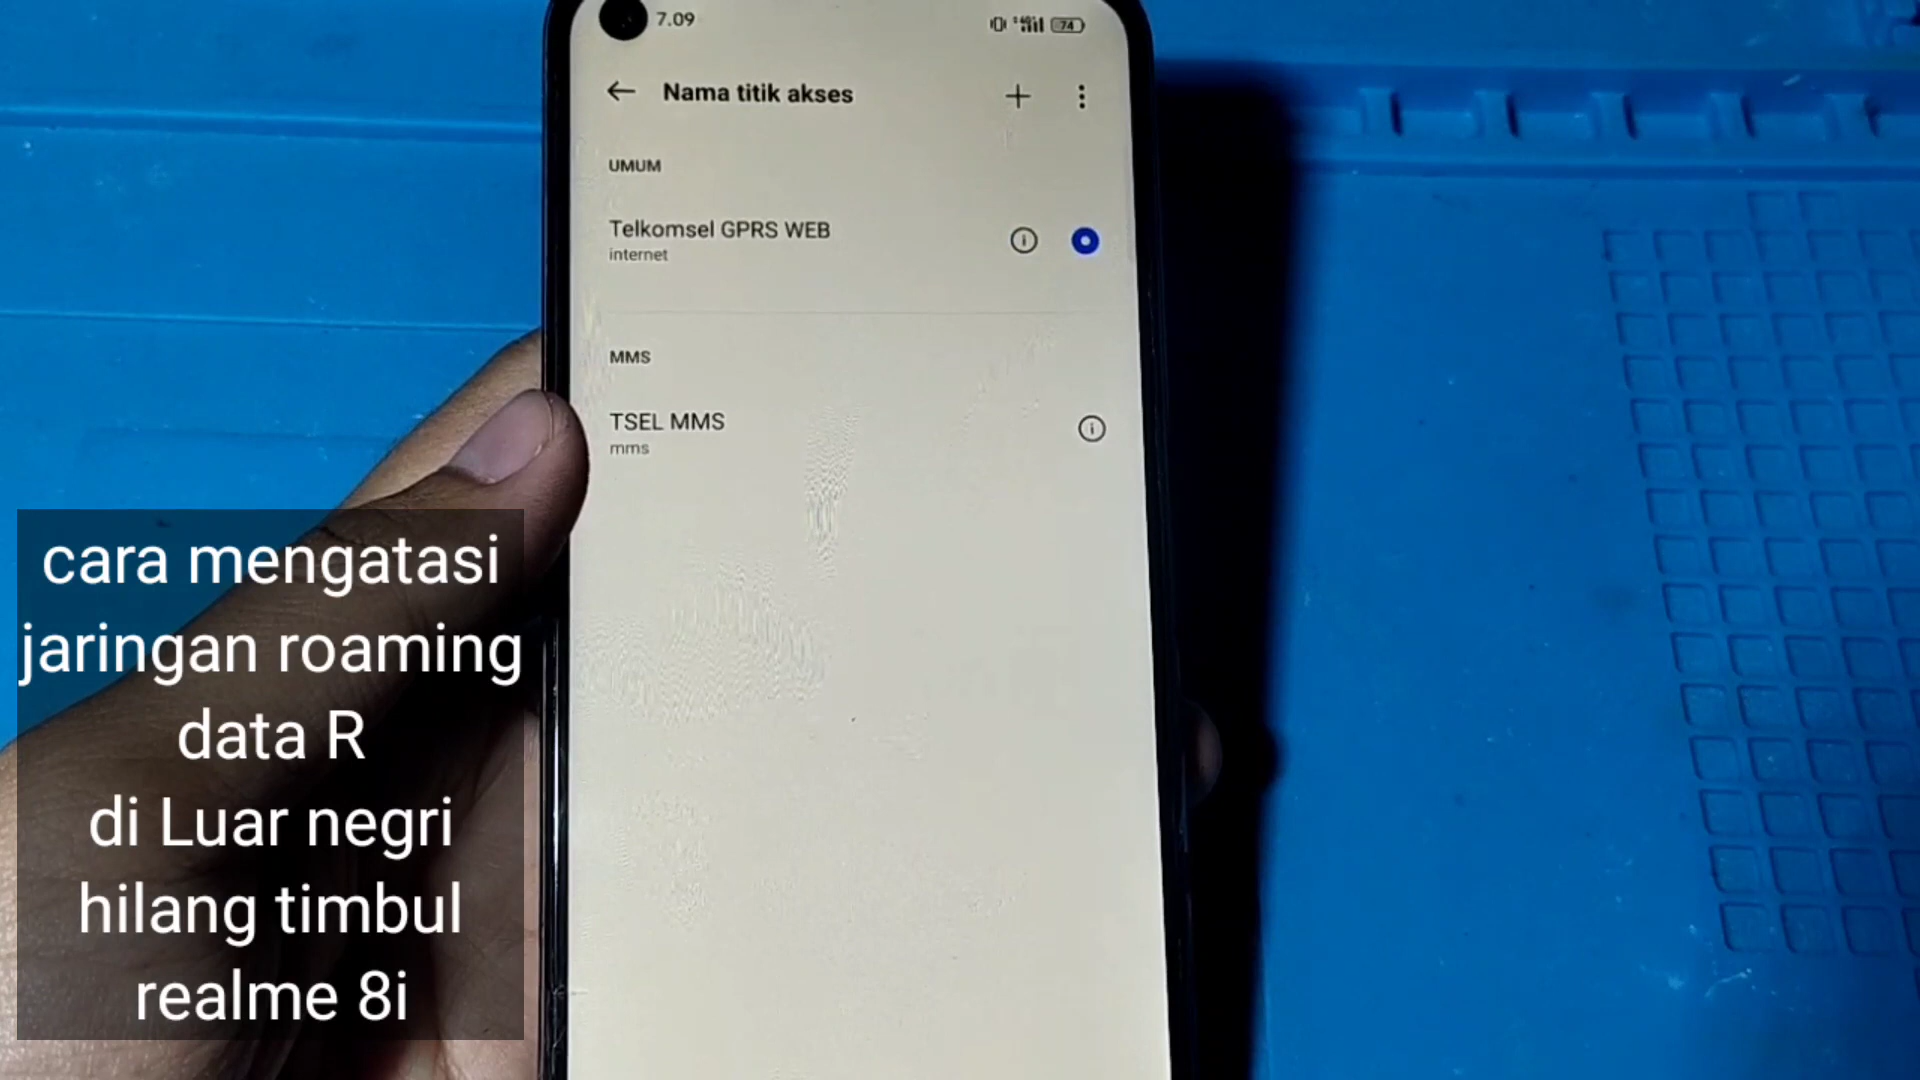 7.09
74
Nama titik akses
UMUM
Telkomsel GPRS WEB
internet
MMS
TSEL MMS
mms
cara mengatasi
jaringan roaming
data R
di Luar negri
hilang timbul
realme 8i